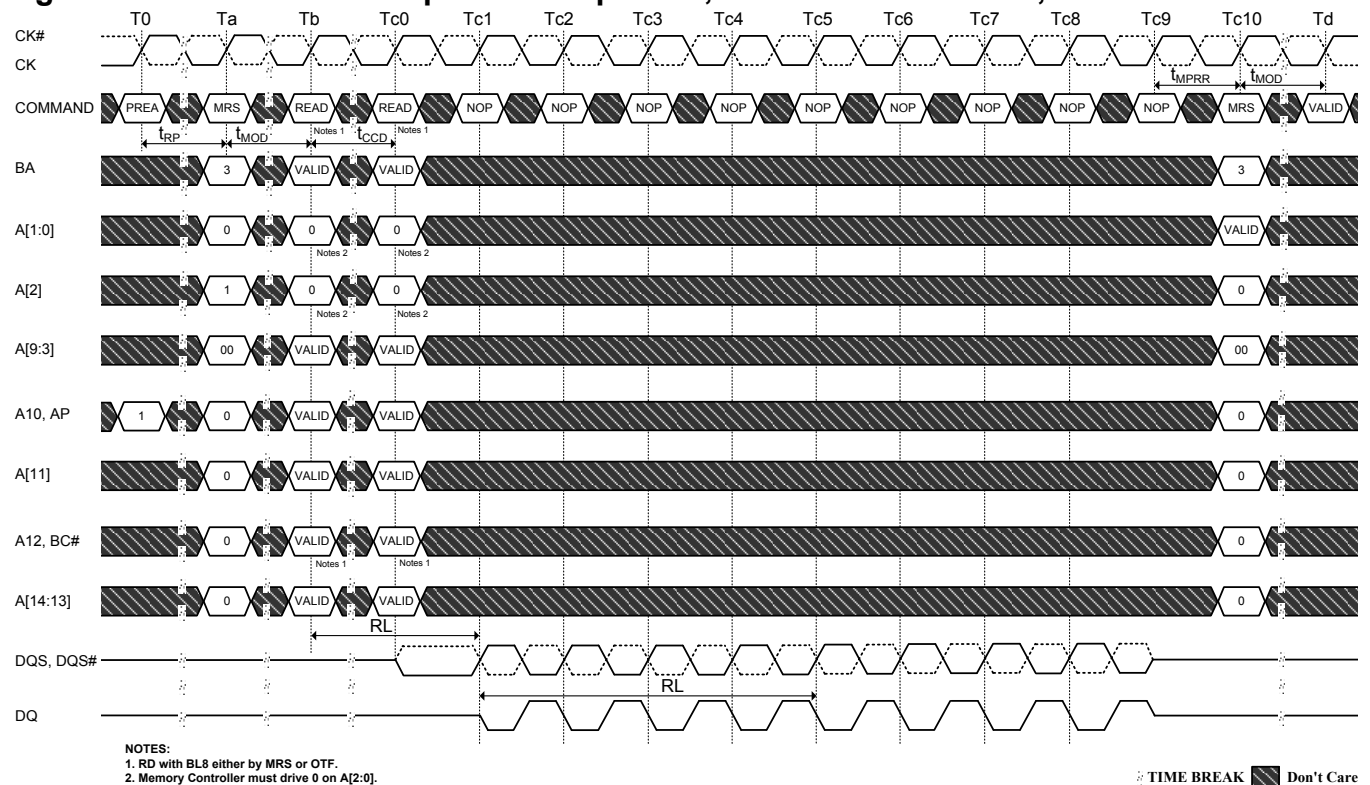 T0 Ta Tb Tc0 Tc1 Tc2 Tc3 Tc4 Tc5 Tc6 Tc7 Tc8 Tc9 Tc10 Td
CK#
CK
tMPRR tMOD
COMMAND PREA MRS READ READ NOP NOP NOP NOP NOP NOP NOP NOP NOP MRS VALID
Notes 1 Notes 1
tRP tMOD tCCD
BA 3 VALID VALID 3
A[1:0] 0 0 0 VALID
Notes 2 Notes 2
A[2] 1 0 0 0
Notes 2 Notes 2
A[9:3] 00 VALID VALID 00
A10, AP 1 0 VALID VALID 0
A[11] 0 VALID VALID 0
A12, BC# 0 VALID VALID 0
Notes 1 Notes 1
A[14:13] 0 VALID VALID 0
RL
DQS, DQS#
RL
DQ
NOTES:
1. RD with BL8 either by MRS or OTF.
2. Memory Controller must drive 0 on A[2:0].
TIME BREAK Don't Care